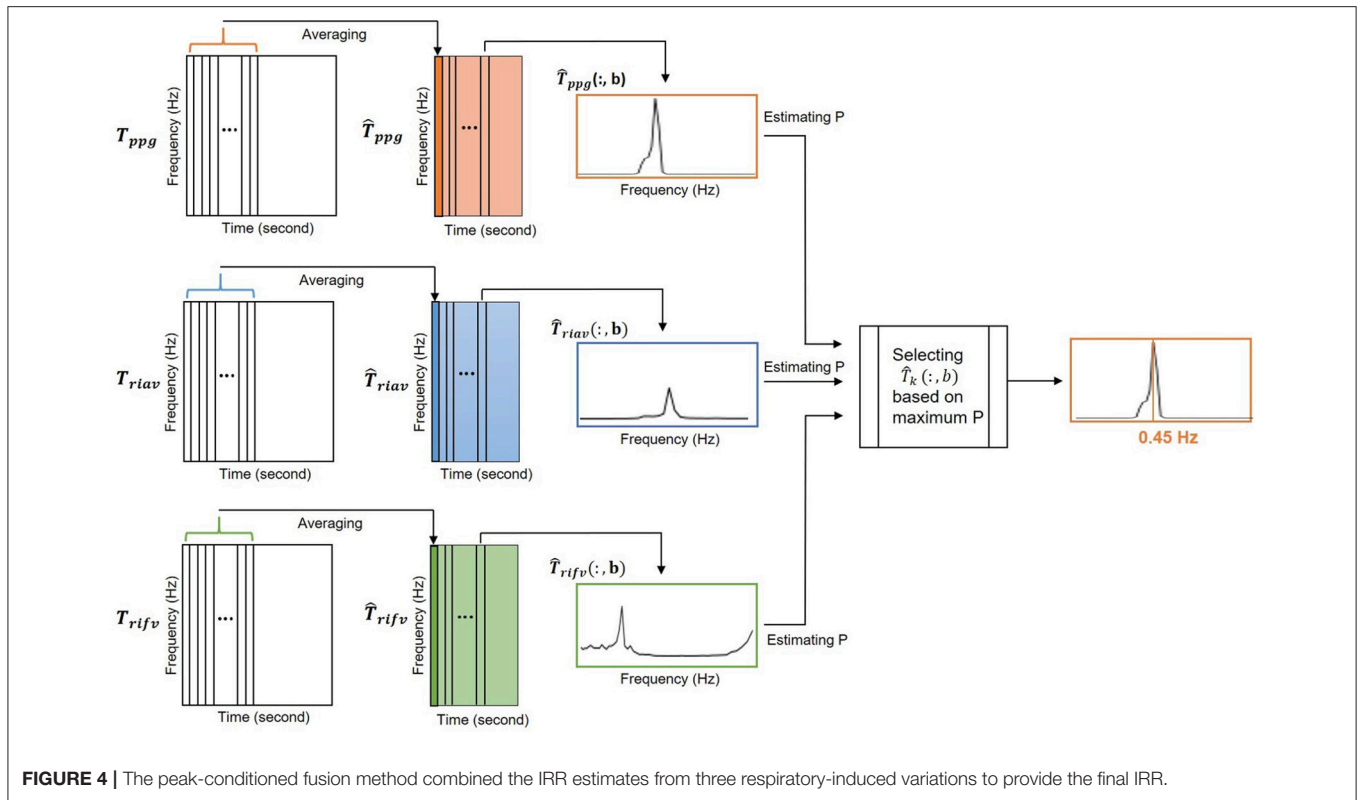 Averaging
T_ppg
Frequency (Hz)
...
Time (second)
T̂_ppg
Frequency (Hz)
...
Time (second)
T̂_ppg(:, b)
Frequency (Hz)
Estimating P
Averaging
T_riav
Frequency (Hz)
...
Time (second)
T̂_riav
Frequency (Hz)
...
Time (second)
T̂_riav(:, b)
Frequency (Hz)
Estimating P
Averaging
T_rifv
Frequency (Hz)
...
Time (second)
T̂_rifv
Frequency (Hz)
...
Time (second)
T̂_rifv(:, b)
Frequency (Hz)
Estimating P
Selecting
T̂_k(:, b)
based on
maximum P
0.45 Hz
FIGURE 4 | The peak-conditioned fusion method combined the IRR estimates from three respiratory-induced variations to provide the final IRR.